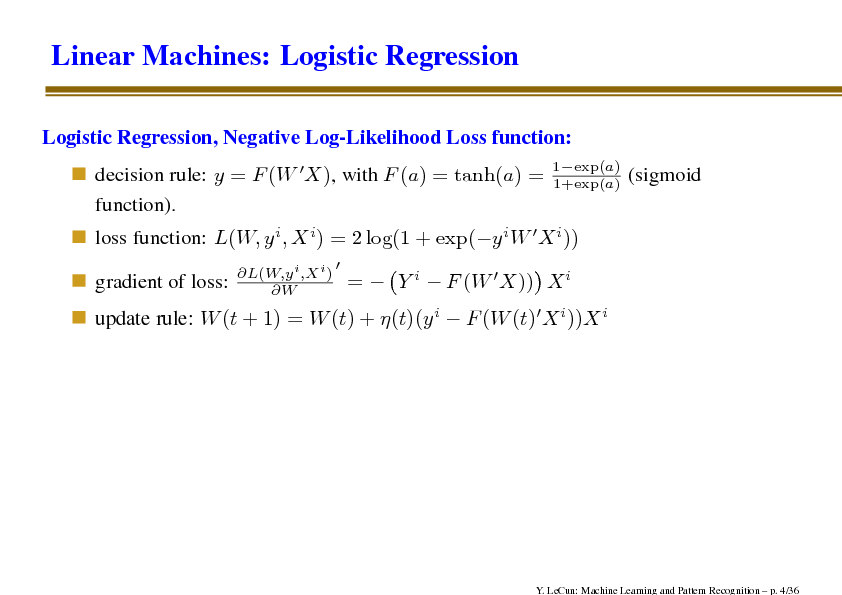 Linear Machines: Logistic Regression
Logistic Regression, Negative Log-Likelihood Loss function:
decision rule: $y = F(W'X)$, with $F(a) = \tanh(a) = \frac{1-\exp(a)}{1+\exp(a)}$ (sigmoid
function).
loss function: $L(W, y^i, X^i) = 2\log(1 + \exp(-y^i W'X^i))$
gradient of loss: $\frac{\partial L(W,y^i,X^i)}{\partial W}' = -\left(Y^i - F(W'X))\right) X^i$
update rule: $W(t+1) = W(t) + \eta(t)(y^i - F(W(t)'X^i))X^i$
Y. LeCun: Machine Learning and Pattern Recognition – p. 4/36